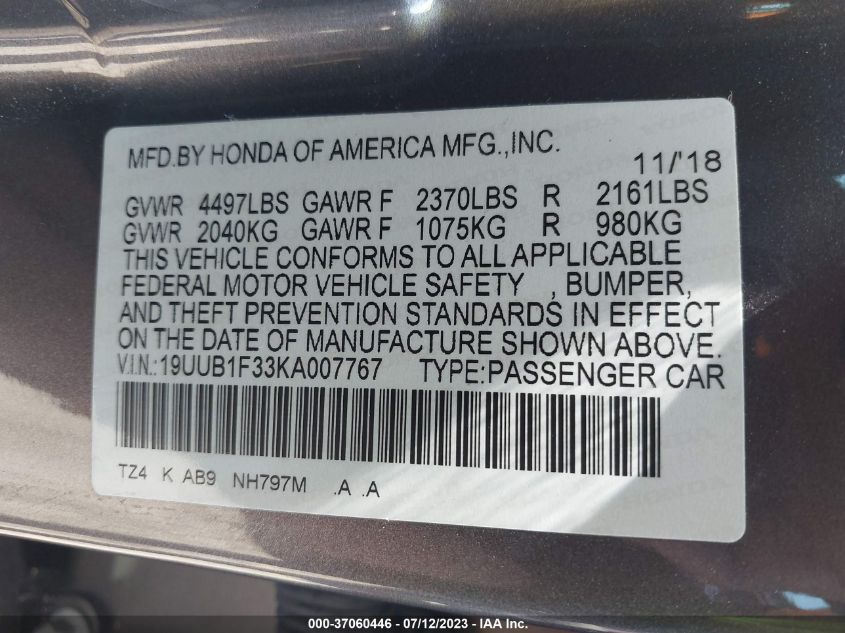 MFD.BY HONDA OF AMERICA MFG.,INC.
11/'18
GVWR 4497LBS GAWR F 2370LBS R 2161LBS
GVWR 2040KG GAWR F 1075KG R 980KG
THIS VEHICLE CONFORMS TO ALL APPLICABLE
FEDERAL MOTOR VEHICLE SAFETY , BUMPER,
AND THEFT PREVENTION STANDARDS IN EFFECT
ON THE DATE OF MANUFACTURE SHOWN ABOVE.
V.I.N.:19UUB1F33KA007767 TYPE:PASSENGER CAR
TZ4 K AB9 NH797M .A .A
000-37060446 / 07/12/2023 - IAA Inc.